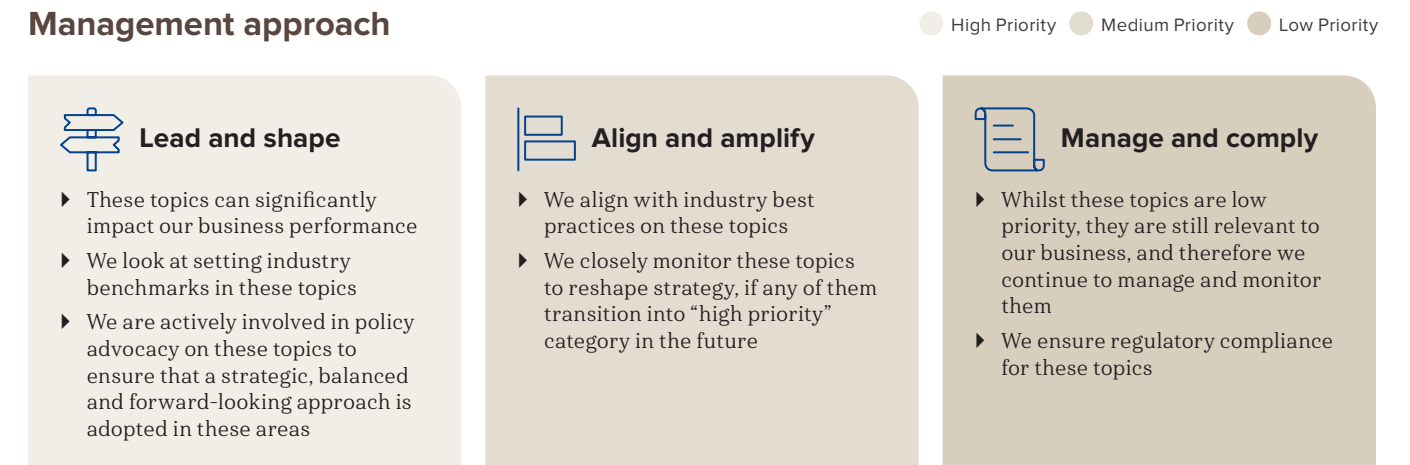 Management approach
High Priority
Medium Priority
Low Priority
Lead and shape
These topics can significantly
impact our business performance
We look at setting industry
benchmarks in these topics
We are actively involved in policy
advocacy on these topics to
ensure that a strategic, balanced
and forward-looking approach is
adopted in these areas
Align and amplify
We align with industry best
practices on these topics
We closely monitor these topics
to reshape strategy, if any of them
transition into “high priority”
category in the future
Manage and comply
Whilst these topics are low
priority, they are still relevant to
our business, and therefore we
continue to manage and monitor
them
We ensure regulatory compliance
for these topics